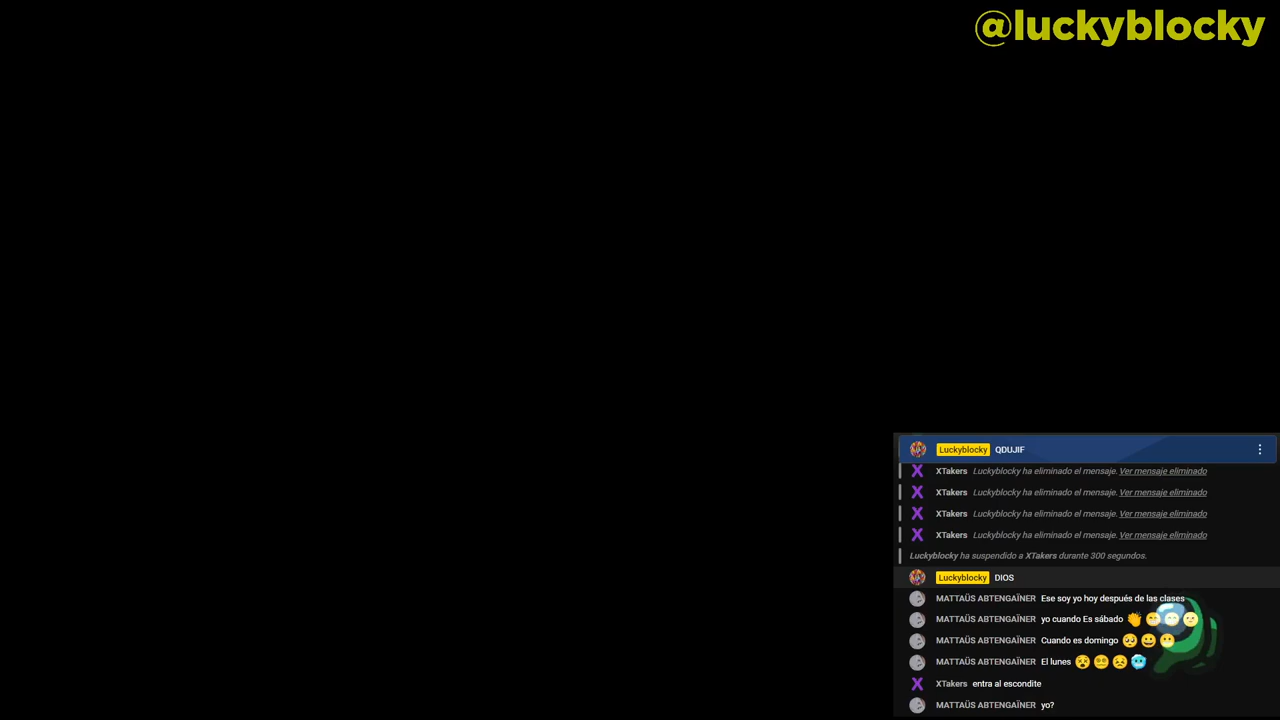 @luckyblocky
Luckyblocky QDUJIF
XTakers Luckyblocky ha eliminado el mensaje. Ver mensaje eliminado
XTakers Luckyblocky ha eliminado el mensaje. Ver mensaje eliminado
XTakers Luckyblocky ha eliminado el mensaje. Ver mensaje eliminado
XTakers Luckyblocky ha eliminado el mensaje. Ver mensaje eliminado
Luckyblocky ha suspendido a XTakers durante 300 segundos.
Luckyblocky DIOS
MATTAÜS ABTENGAÏNER Ese soy yo hoy después de las clases
MATTAÜS ABTENGAÏNER yo cuando Es sábado 👏😁😁🌝
MATTAÜS ABTENGAÏNER Cuando es domingo 🥺😀😬
MATTAÜS ABTENGAÏNER El lunes 😵😵‍💫😣🥶
XTakers entra al escondite
MATTAÜS ABTENGAÏNER yo?